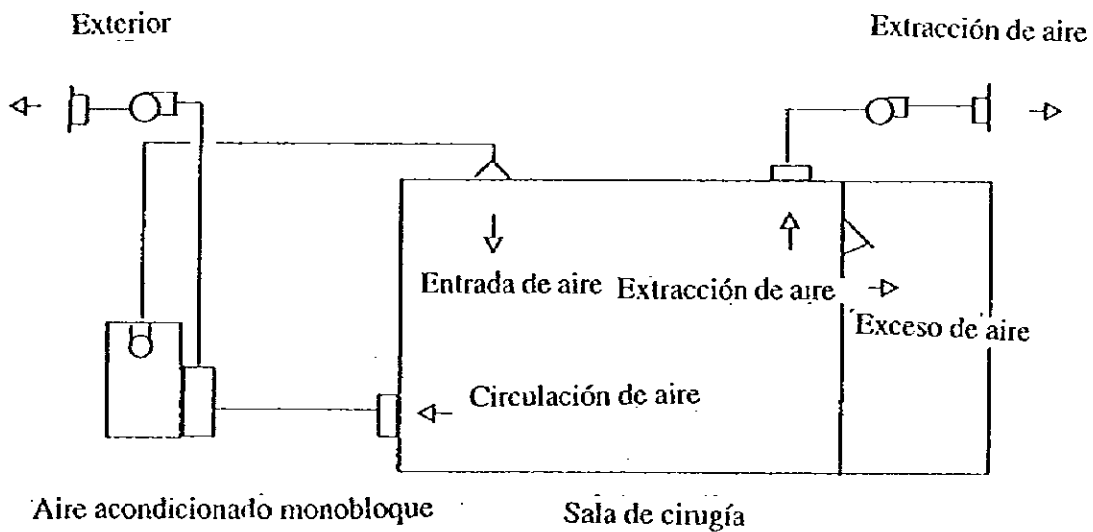 Exterior
Extracción de aire
Entrada de aire
Extracción de aire
Exceso de aire
Circulación de aire
Aire acondicionado monobloque
Sala de cirugía